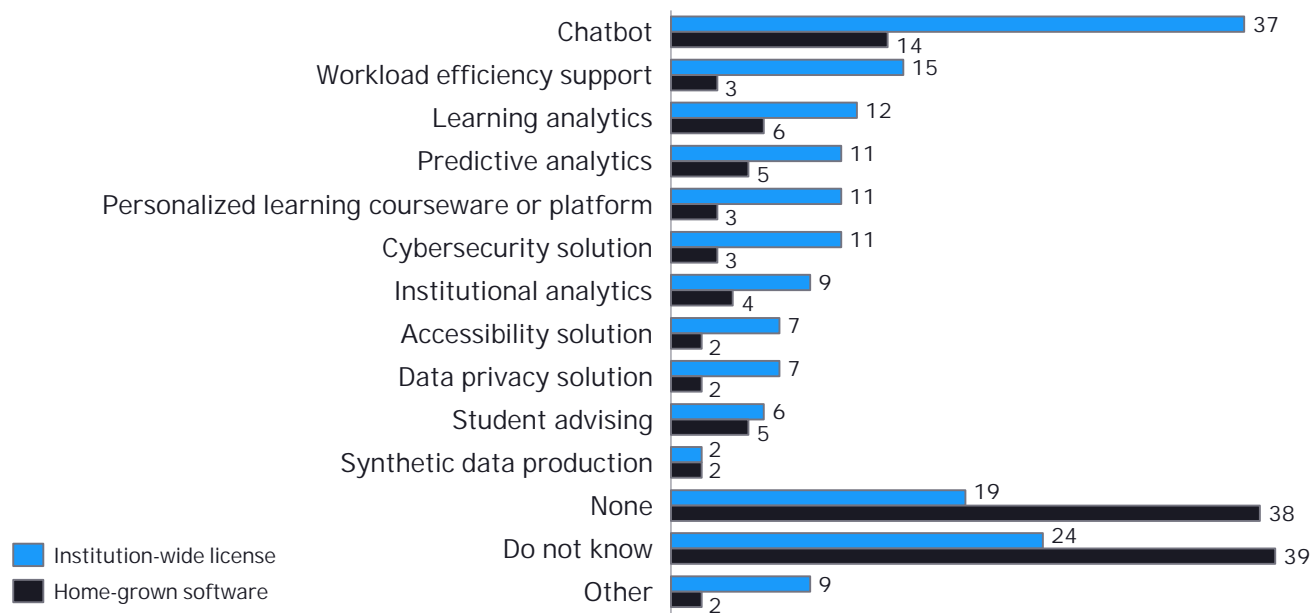 Chatbot 37
14
Workload efficiency support 15
3
Learning analytics 12
6
Predictive analytics 11
5
Personalized learning courseware or platform 11
3
Cybersecurity solution 11
3
Institutional analytics 9
4
Accessibility solution 7
2
Data privacy solution 7
2
Student advising 6
5
Synthetic data production 2
2
None 19
38
Do not know 24
39
Other 9
2
Institution-wide license
Home-grown software